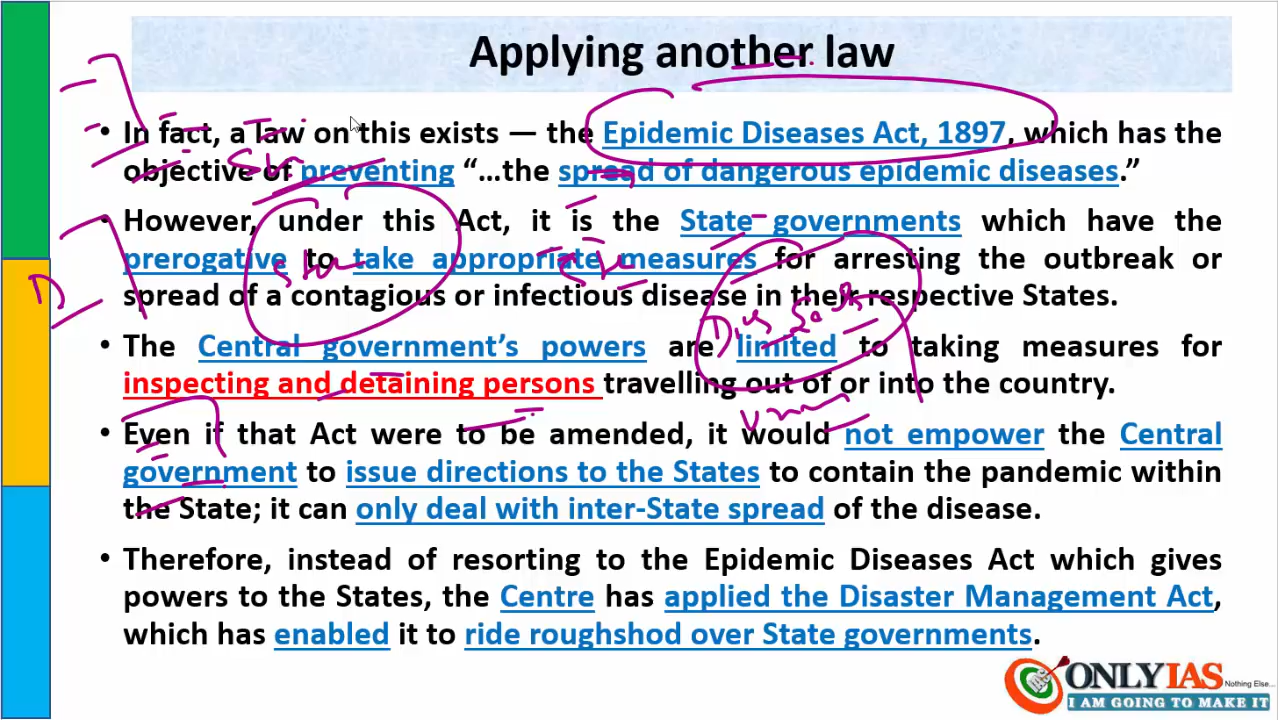 Applying another law
• In fact, a law on this exists — the Epidemic Diseases Act, 1897, which has the
objective of preventing “…the spread of dangerous epidemic diseases.”
• However, under this Act, it is the State governments which have the
prerogative to take appropriate measures for arresting the outbreak or
spread of a contagious or infectious disease in their respective States.
• The Central government’s powers are limited to taking measures for
inspecting and detaining persons travelling out of or into the country.
• Even if that Act were to be amended, it would not empower the Central
government to issue directions to the States to contain the pandemic within
the State; it can only deal with inter-State spread of the disease.
• Therefore, instead of resorting to the Epidemic Diseases Act which gives
powers to the States, the Centre has applied the Disaster Management Act,
which has enabled it to ride roughshod over State governments.
ONLYIAS
Nothing Else...
I AM GOING TO MAKE IT